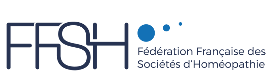 FFSH
Fédération Française des
Sociétés d'Homéopathie